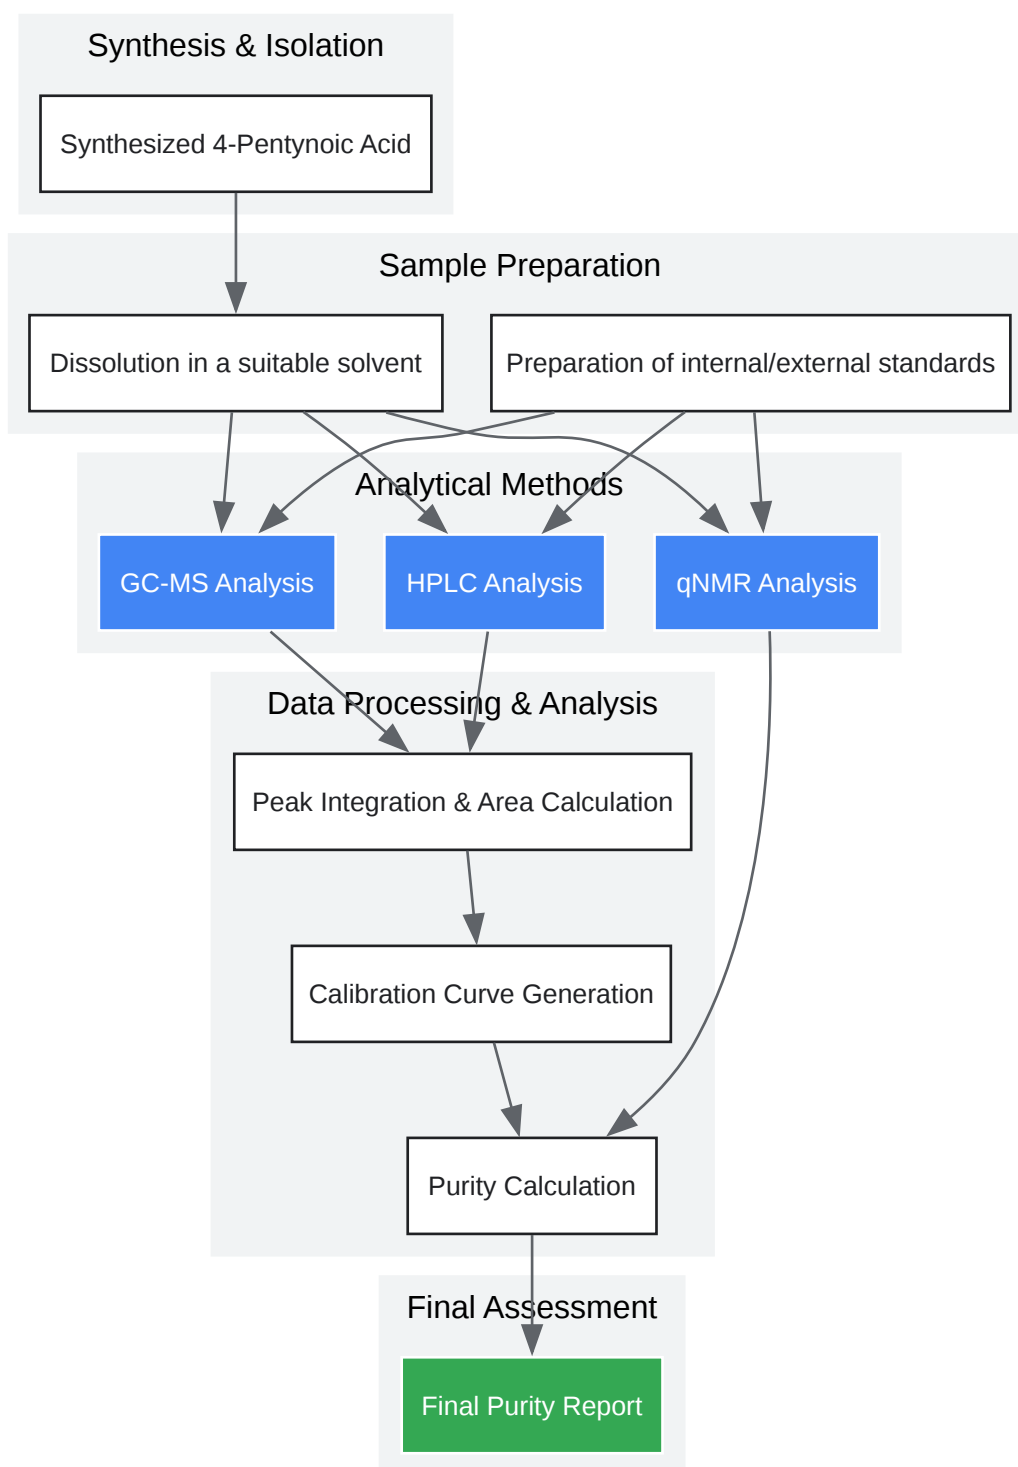 Synthesis & Isolation
Synthesized 4-Pentynoic Acid
Sample Preparation
Dissolution in a suitable solvent
Preparation of internal/external standards
Analytical Methods
GC-MS Analysis
HPLC Analysis
qNMR Analysis
Data Processing & Analysis
Peak Integration & Area Calculation
Calibration Curve Generation
Purity Calculation
Final Assessment
Final Purity Report